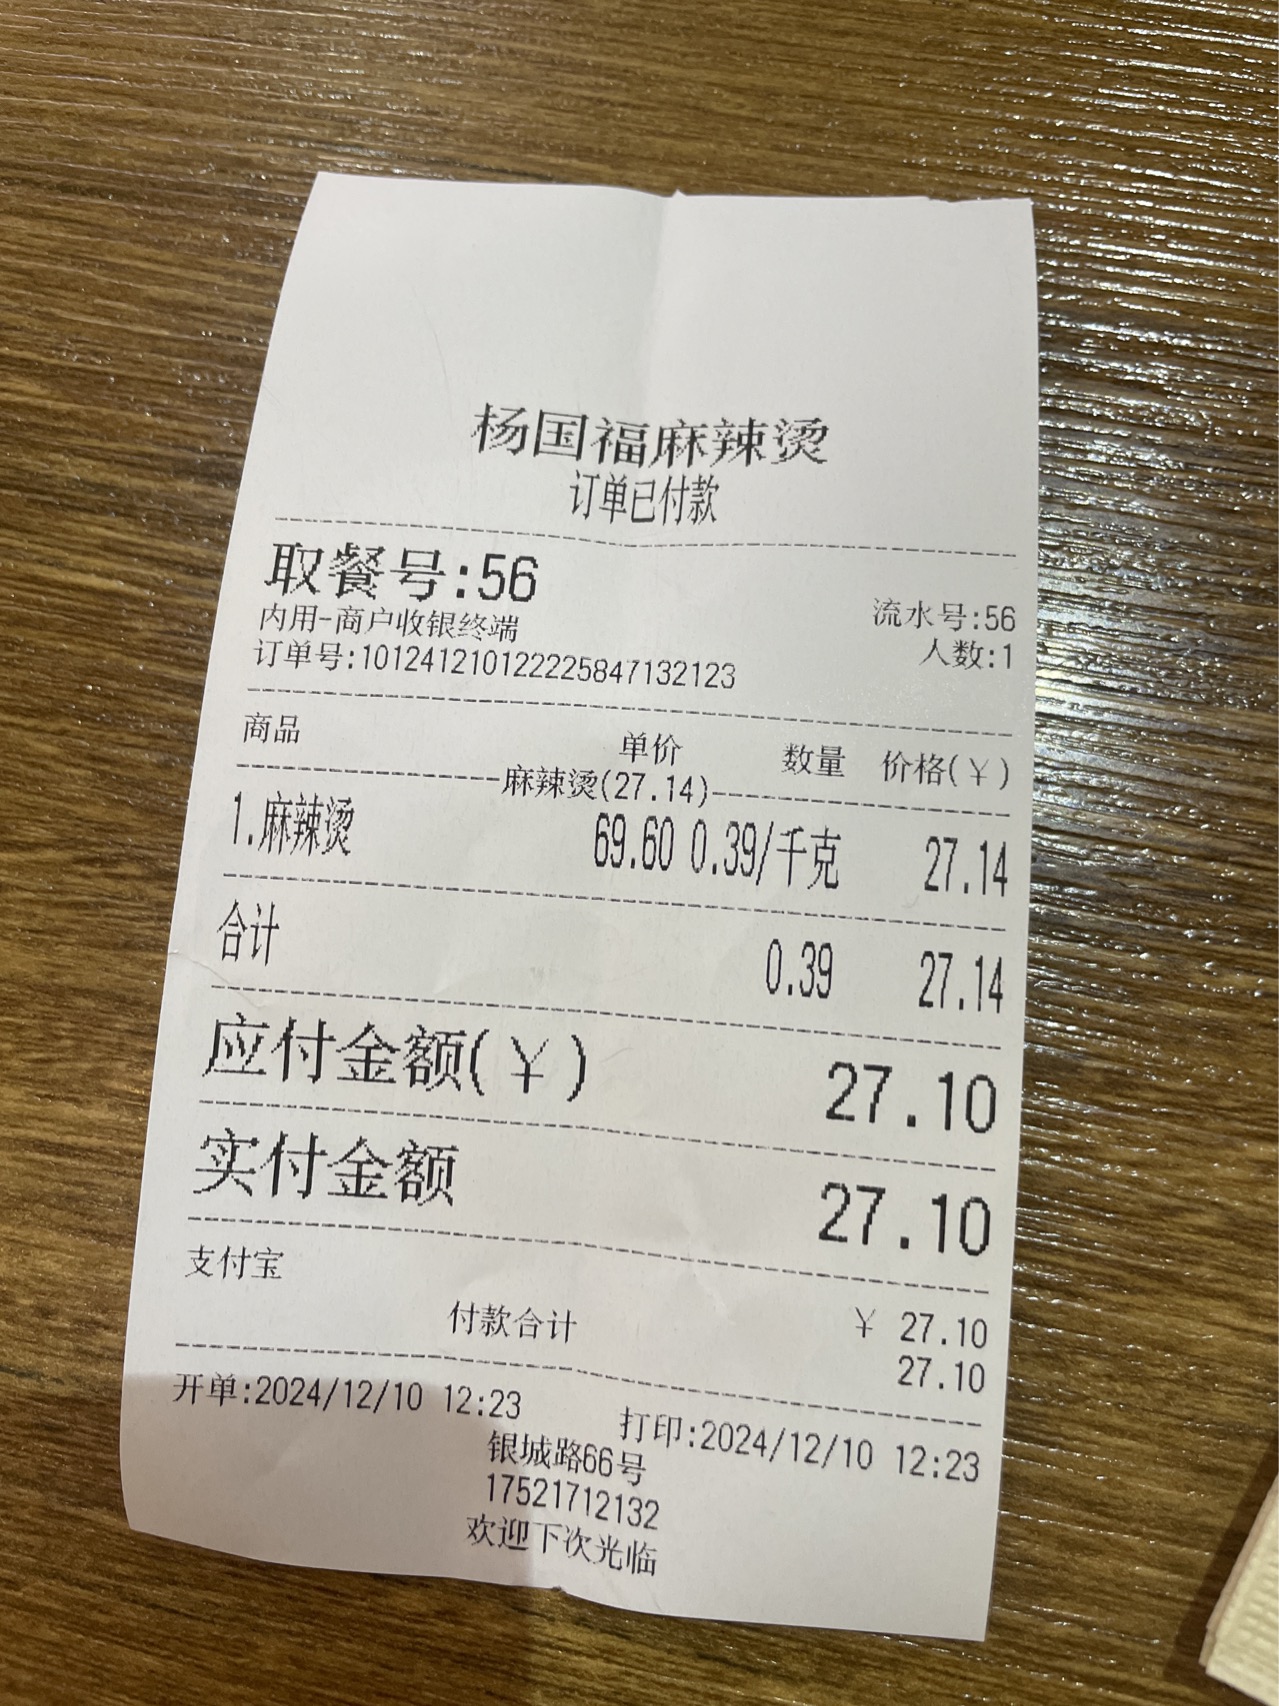 杨国福麻辣烫
订单已付款
取餐号:56
内用-商户收银终端 流水号:56
订单号:101241210122225847132123 人数:1
商品 单价 数量 价格(¥)
麻辣烫(27.14)
1.麻辣烫 69.60 0.39/千克 27.14
合计 0.39 27.14
应付金额(¥) 27.10
实付金额 27.10
支付宝 ¥ 27.10
付款合计 27.10
开单:2024/12/10 12:23 打印:2024/12/10 12:23
银城路66号
17521712132
欢迎下次光临